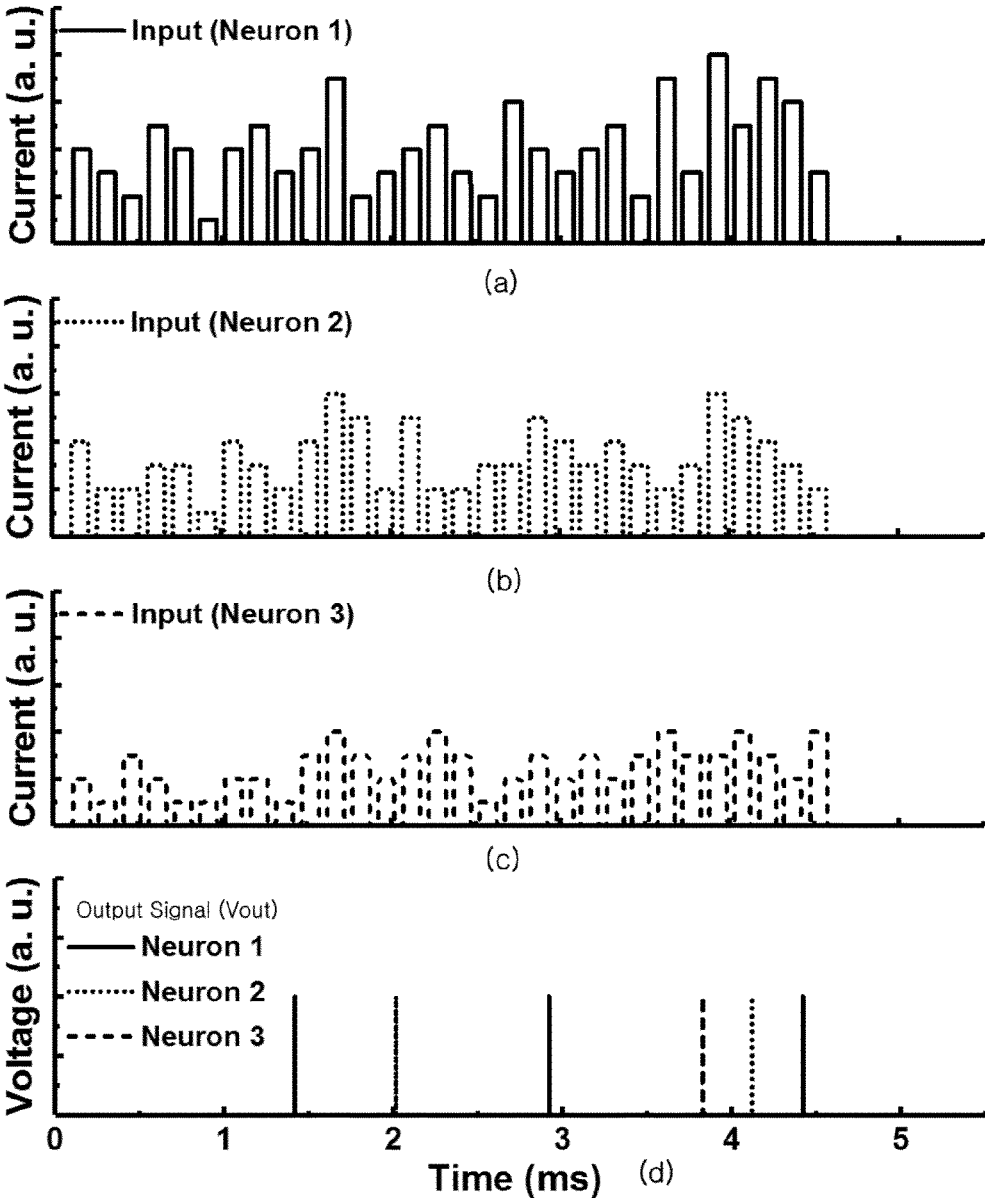 Current (a. u.)
Input (Neuron 1)
(a)
Current (a. u.)
Input (Neuron 2)
(b)
Current (a. u.)
Input (Neuron 3)
(c)
Voltage (a. u.)
Output Signal (Vout)
Neuron 1
Neuron 2
Neuron 3
0 1 2 3 4 5
Time (ms) (d)